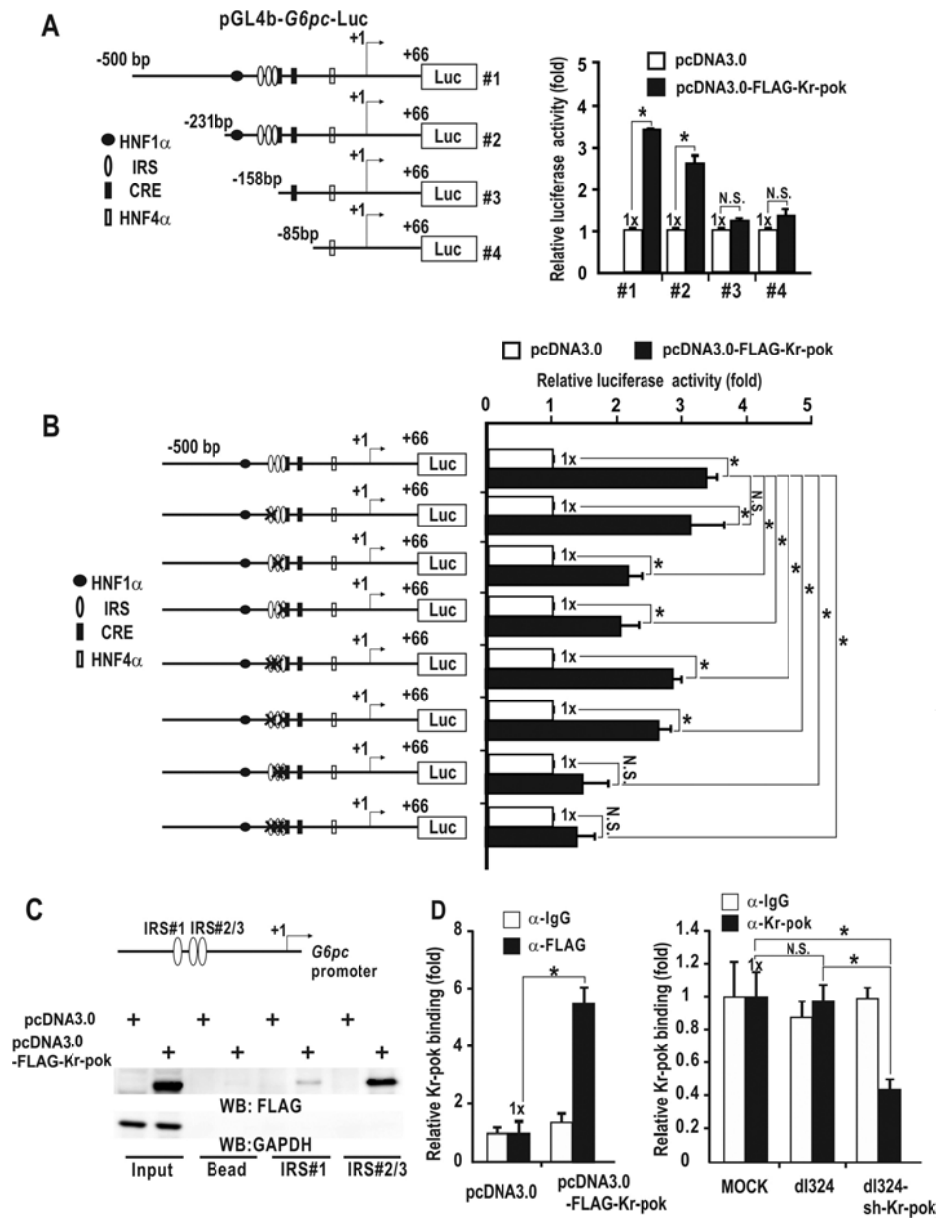 A
pGL4b-G6pc-Luc
-500 bp
+1
+66
Luc
#1
-231bp
+1
+66
Luc
#2
-158bp
+1
+66
Luc
#3
-85bp
+1
+66
Luc
#4
HNF1α
IRS
CRE
HNF4α
pcDNA3.0
pcDNA3.0-FLAG-Kr-pok
Relative luciferase activity (fold)
5
4
3
2
1
0
*
*
N.S.
N.S.
1x
1x
1x
1x
#1
#2
#3
#4
pcDNA3.0
pcDNA3.0-FLAG-Kr-pok
Relative luciferase activity (fold)
0 1 2 3 4 5
B
-500 bp
+1
+66
Luc
+1
+66
Luc
+1
+66
Luc
+1
+66
Luc
+1
+66
Luc
+1
+66
Luc
+1
+66
Luc
+1
+66
Luc
HNF1α
IRS
CRE
HNF4α
1x
*
1x
*
N.S.
1x
*
*
1x
*
*
1x
*
*
1x
*
*
1x
N.S.
*
1x
N.S.
*
C
IRS#1 IRS#2/3
+1
G6pc
promoter
pcDNA3.0
+ + + +
pcDNA3.0
-FLAG-Kr-pok
+ + + +
WB: FLAG
WB:GAPDH
Input Bead IRS#1 IRS#2/3
D
α-IgG
α-FLAG
Relative Kr-pok binding (fold)
8
6
4
2
0
1x
*
pcDNA3.0
pcDNA3.0
-FLAG-Kr-pok
α-IgG
α-Kr-pok
Relative Kr-pok binding (fold)
1.4
1.2
1
0.8
0.6
0.4
0.2
0
*
N.S.
*
1x
MOCK
dl324
dl324-
sh-Kr-pok